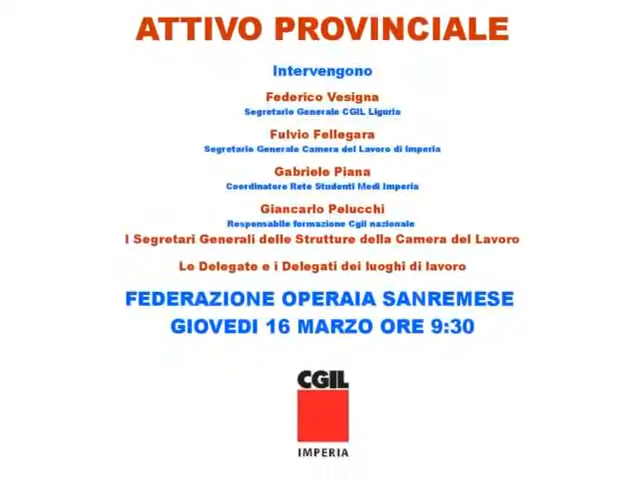 ATTIVO PROVINCIALE
Intervengono
Federico Vesigna
Segretario Generale CGIL Liguria
Fulvio Fellegara
Segretario Generale Camera del Lavoro di Imperia
Gabriele Piana
Coordinatore Rete Studenti Medi Imperia
Giancarlo Pelucchi
Responsabile formazione Cgil nazionale
I Segretari Generali delle Strutture della Camera del Lavoro
Le Delegate e i Delegati dei luoghi di lavoro
FEDERAZIONE OPERAIA SANREMESE
GIOVEDI 16 MARZO ORE 9:30
CGIL
IMPERIA